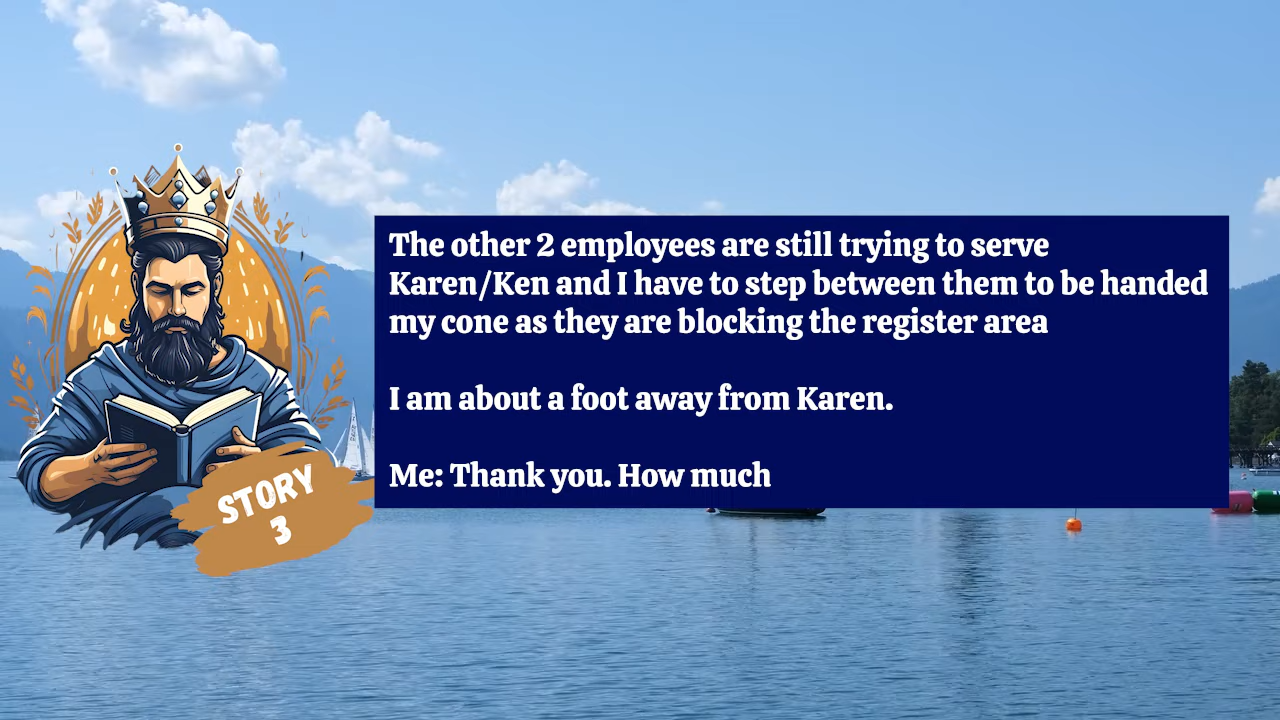 The other 2 employees are still trying to serve
Karen/Ken and I have to step between them to be handed
my cone as they are blocking the register area
I am about a foot away from Karen.
Me: Thank you. How much
STORY
3